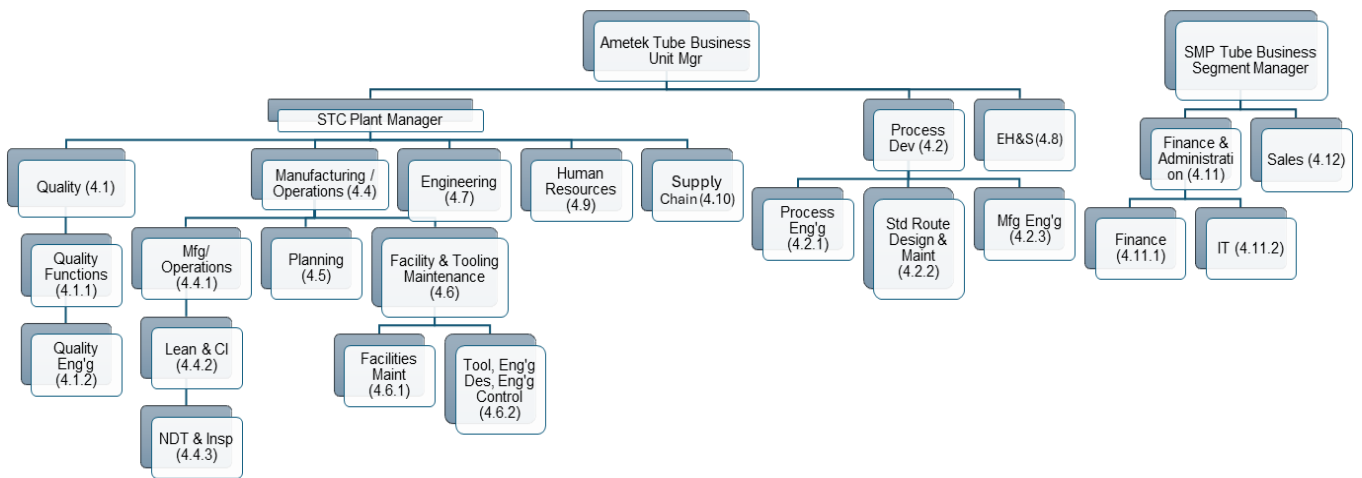 Ametek Tube Business
Unit Mgr
SMP Tube Business
Segment Manager
STC Plant Manager
Process
Dev (4.2)
EH&S(4.8)
Finance &
Administrati
on (4.11)
Sales (4.12)
Quality (4.1)
Manufacturing /
Operations (4.4)
Engineering
(4.7)
Human
Resources
(4.9)
Supply
Chain (4.10)
Process
Eng'g
(4.2.1)
Std Route
Design &
Maint
(4.2.2)
Mfg Eng'g
(4.2.3)
Finance
(4.11.1)
IT (4.11.2)
Quality
Functions
(4.1.1)
Mfg/
Operations
(4.4.1)
Planning
(4.5)
Facility & Tooling
Maintenance
(4.6)
Quality
Eng'g
(4.1.2)
Lean & CI
(4.4.2)
Facilities
Maint
(4.6.1)
Tool, Eng'g
Des, Eng'g
Control
(4.6.2)
NDT & Insp
(4.4.3)